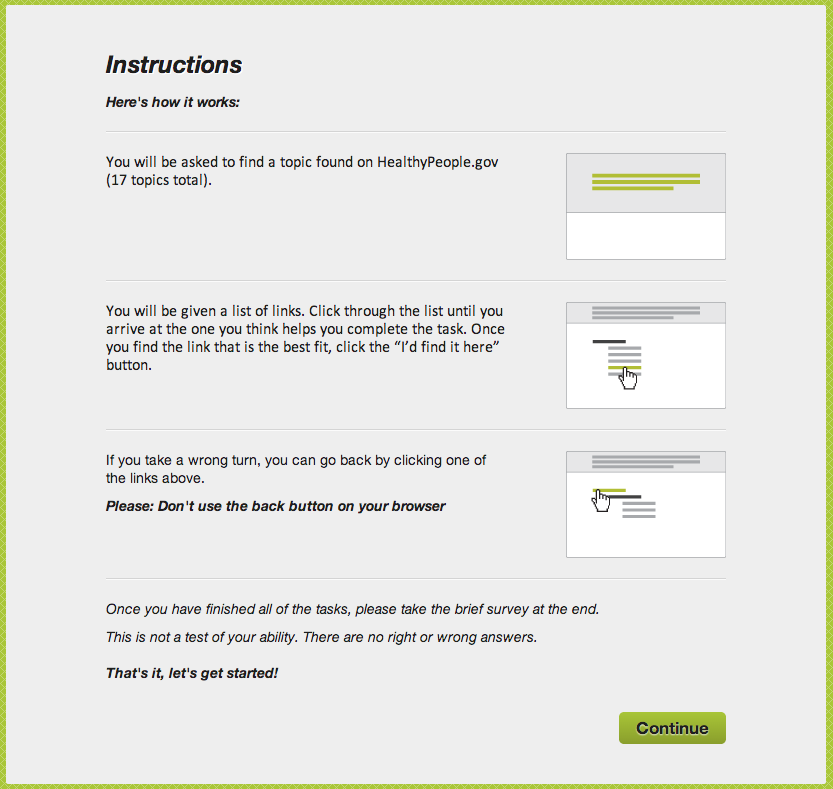 Instructions
Here's how it works:
You will be asked to find a topic found on HealthyPeople.gov
(17 topics total).
You will be given a list of links. Click through the list until you
arrive at the one you think helps you complete the task. Once
you find the link that is the best fit, click the “I’d find it here”
button.
If you take a wrong turn, you can go back by clicking one of
the links above.
Please: Don't use the back button on your browser
Once you have finished all of the tasks, please take the brief survey at the end.
This is not a test of your ability. There are no right or wrong answers.
That's it, let's get started!
Continue